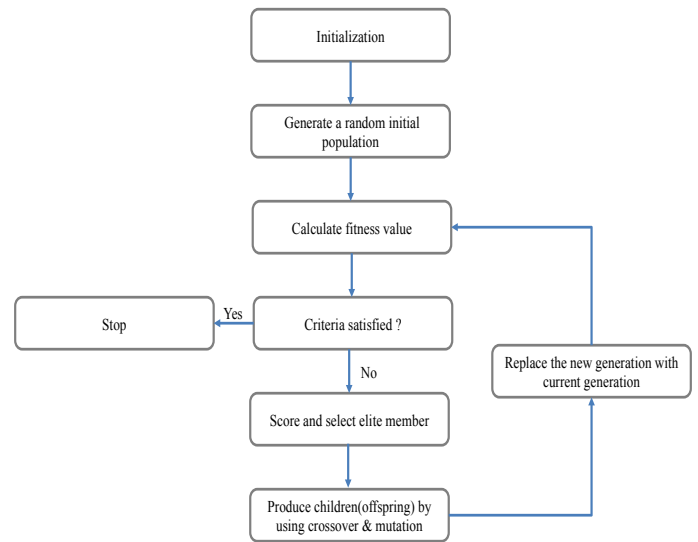 Initialization
Generate a random initial
population
Calculate fitness value
Criteria satisfied ?
Yes
Stop
No
Score and select elite member
Produce children(offspring) by
using crossover & mutation
Replace the new generation with
current generation